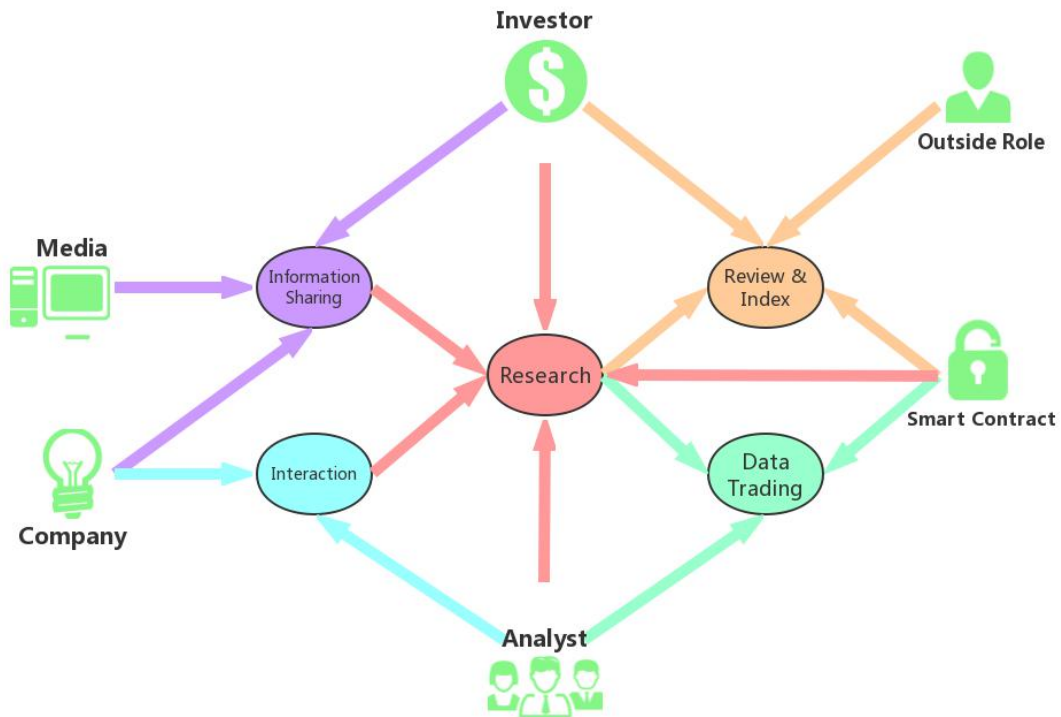 Investor
$
Outside Role
Media
Information
Sharing
Review &
Index
Research
Smart Contract
Company
Interaction
Data
Trading
Analyst